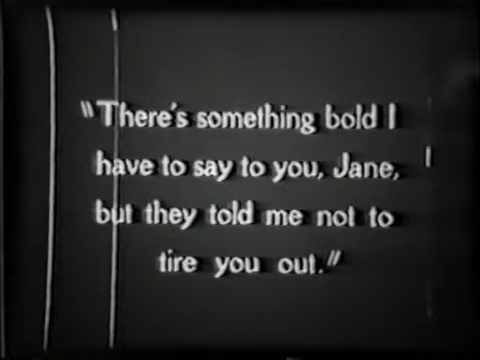 "There's something bold I
have to say to you, Jane,
but they told me not to
tire you out."